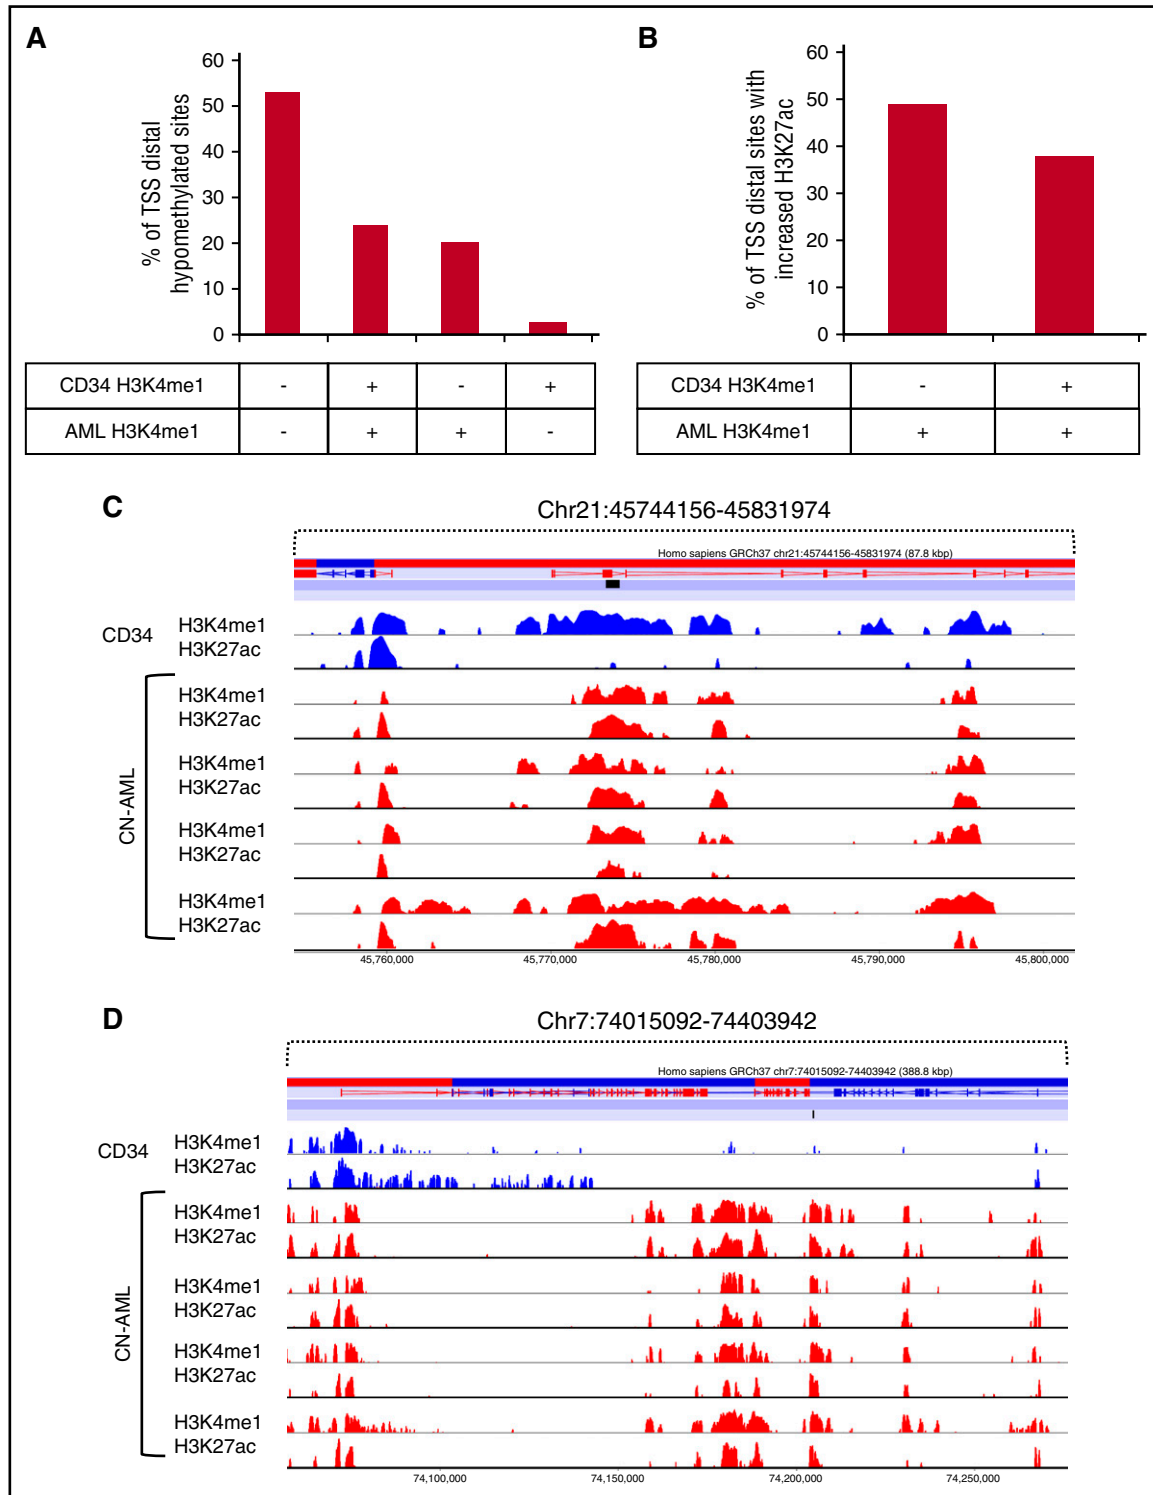 A
% of TSS distal
hypomethylated sites
60
50
40
30
20
10
0
CD34 H3K4me1 - + - +
AML H3K4me1 - + + -
B
% of TSS distal sites with
increased H3K27ac
60
50
40
30
20
10
0
CD34 H3K4me1 - +
AML H3K4me1 + +
C
Chr21:45744156-45831974
Homo sapiens GRCh37 chr21:45744156-45831974 (87.8 kbp)
CD34
H3K4me1
H3K27ac
CN-AML
H3K4me1
H3K27ac
H3K4me1
H3K27ac
H3K4me1
H3K27ac
H3K4me1
H3K27ac
45,760,000 45,770,000 45,780,000 45,790,000 45,800,000
D
Chr7:74015092-74403942
Homo sapiens GRCh37 chr7:74015092-74403942 (388.8 kbp)
CD34
H3K4me1
H3K27ac
CN-AML
H3K4me1
H3K27ac
H3K4me1
H3K27ac
H3K4me1
H3K27ac
H3K4me1
H3K27ac
74,100,000 74,150,000 74,200,000 74,250,000